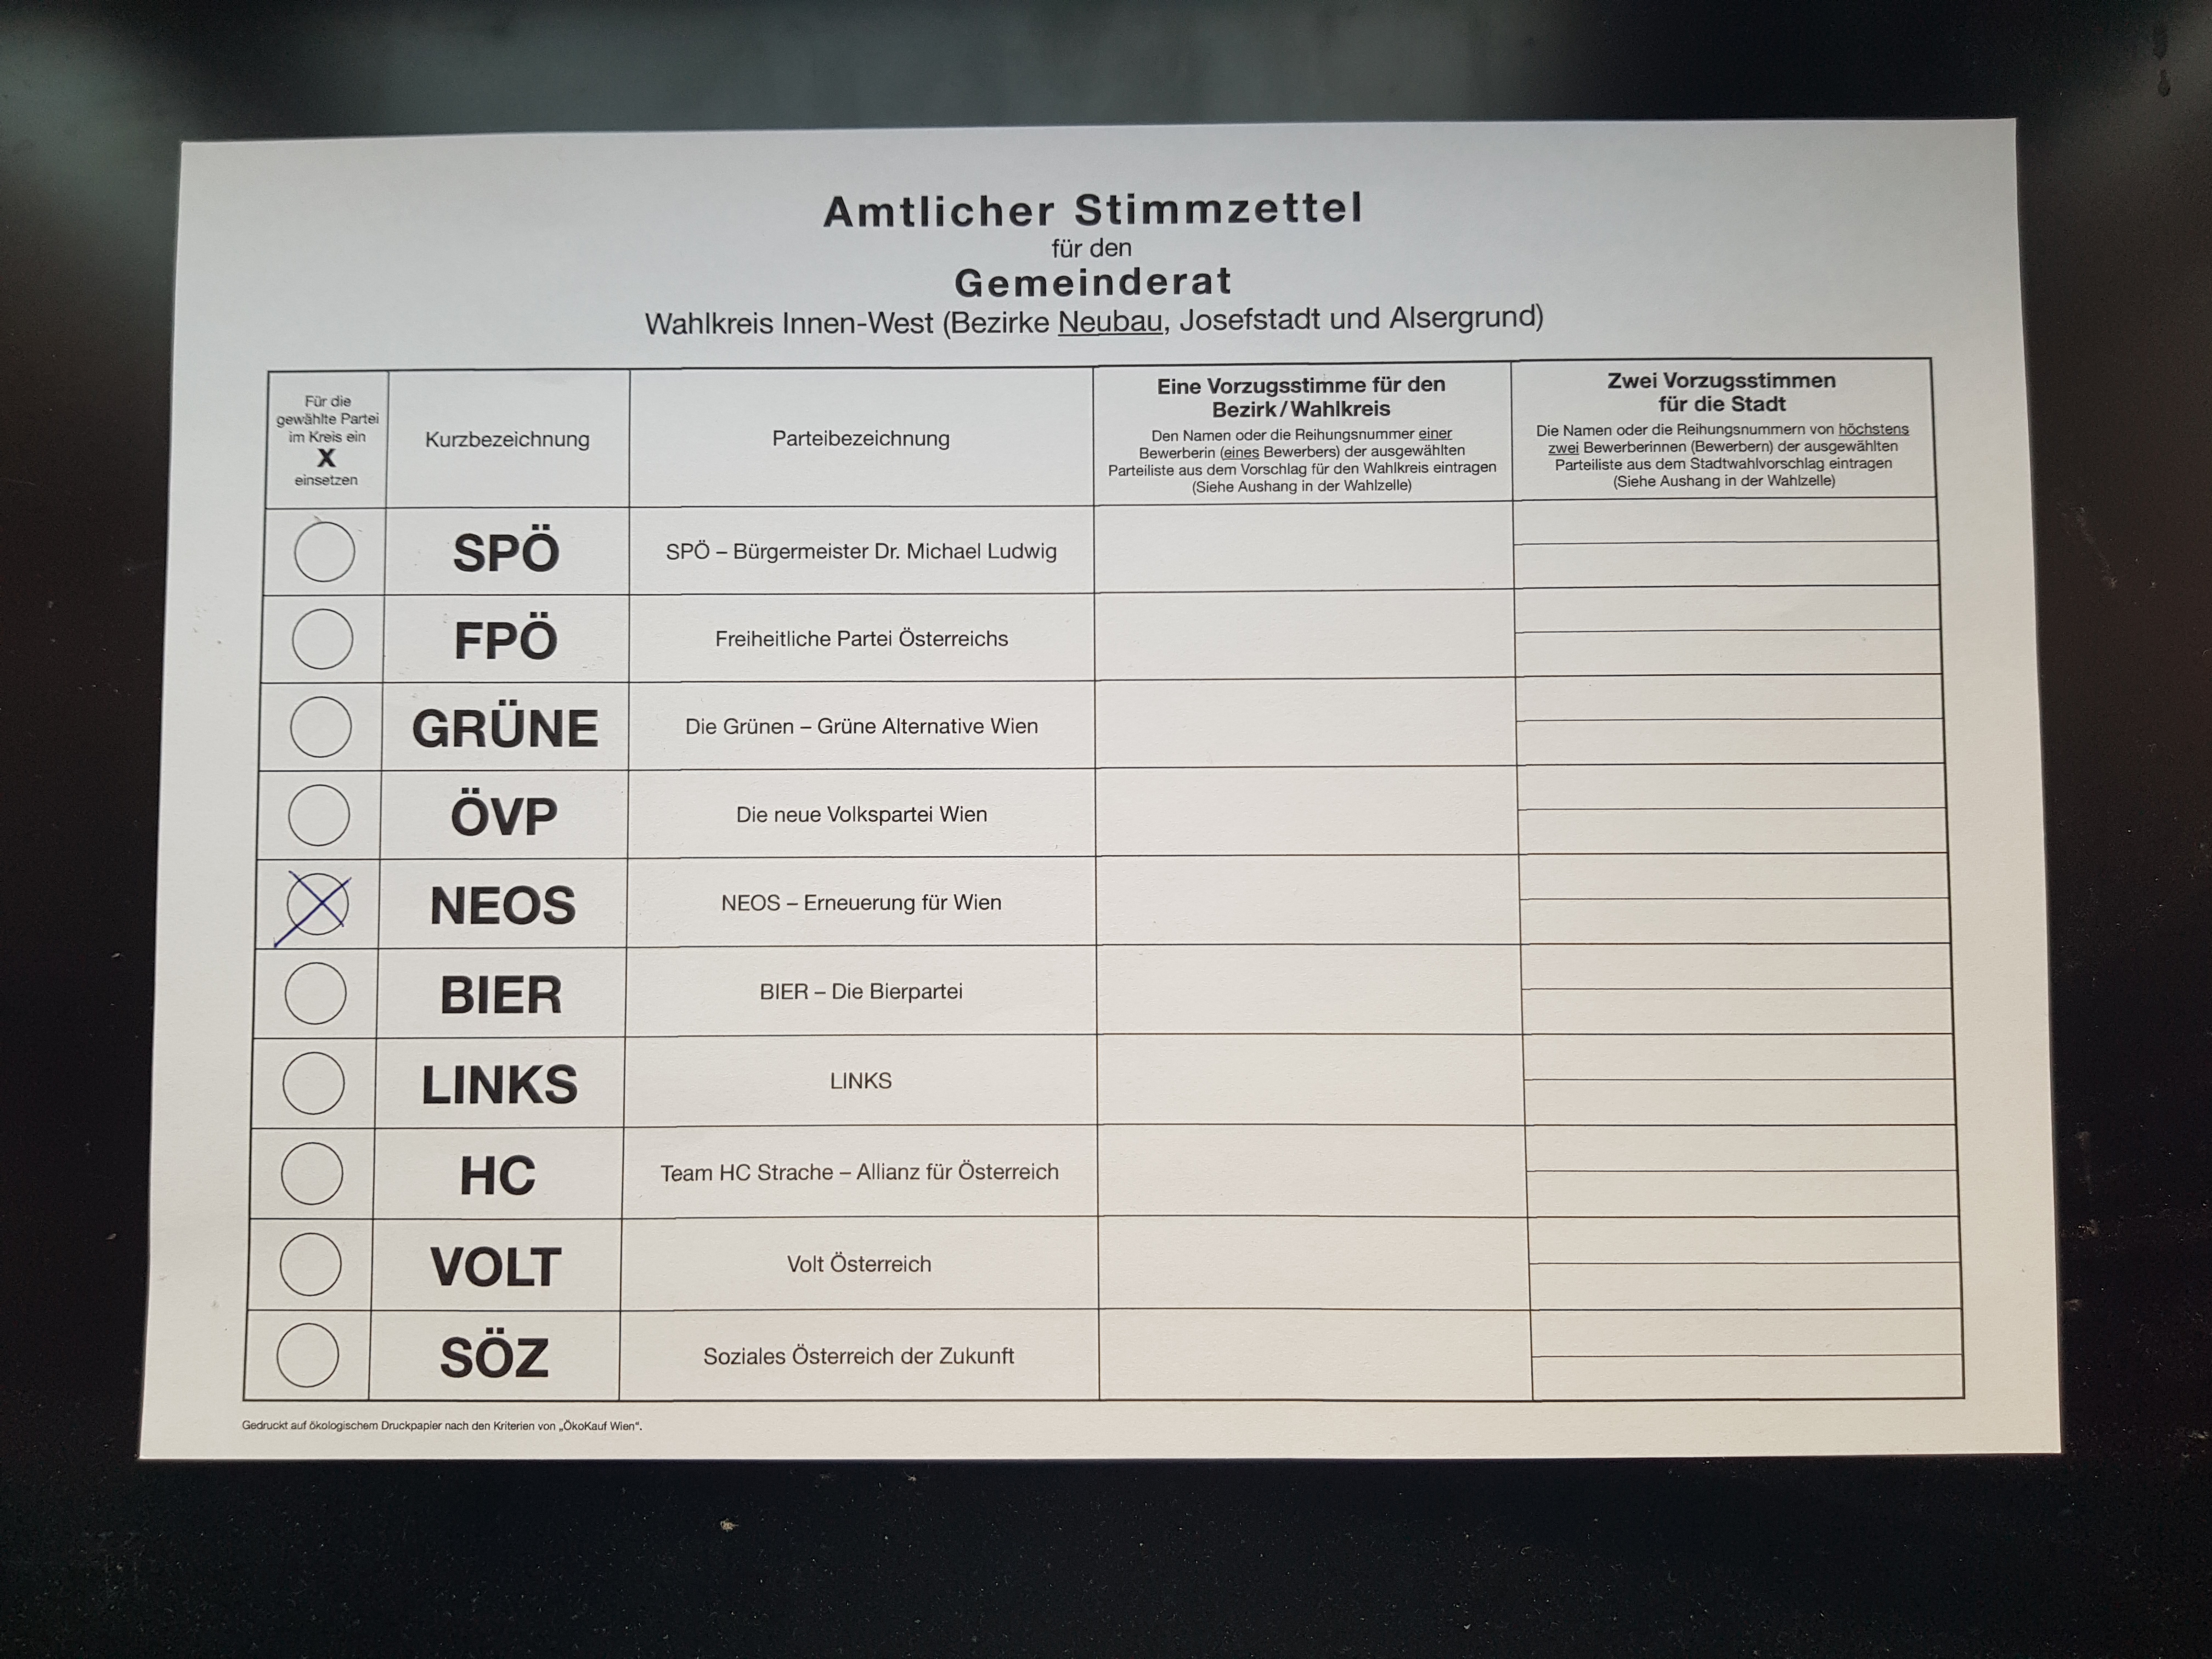 Amtlicher Stimmzettel
für den
Gemeinderat
Wahlkreis Innen-West (Bezirke Neubau, Josefstadt und Alsergrund)
Für die
gewählte Partei
im Kreis ein
X
einsetzen
Kurzbezeichnung
Parteibezeichnung
Eine Vorzugsstimme für den
Bezirk/Wahlkreis
Den Namen oder die Reihungsnummer einer
Bewerberin (eines Bewerbers) der ausgewählten
Parteiliste aus dem Vorschlag für den Wahlkreis eintragen
(Siehe Aushang in der Wahlzelle)
Zwei Vorzugsstimmen
für die Stadt
Die Namen oder die Reihungsnummern von höchstens
zwei Bewerberinnen (Bewerbern) der ausgewählten
Parteiliste aus dem Stadtwahlvorschlag eintragen
(Siehe Aushang in der Wahlzelle)
SPÖ SPÖ – Bürgermeister Dr. Michael Ludwig
FPÖ Freiheitliche Partei Österreichs
GRÜNE Die Grünen – Grüne Alternative Wien
ÖVP Die neue Volkspartei Wien
X NEOS NEOS – Erneuerung für Wien
BIER BIER – Die Bierpartei
LINKS LINKS
HC Team HC Strache – Allianz für Österreich
VOLT Volt Österreich
SÖZ Soziales Österreich der Zukunft
Gedruckt auf ökologischem Druckpapier nach den Kriterien von „ÖkoKauf Wien“.